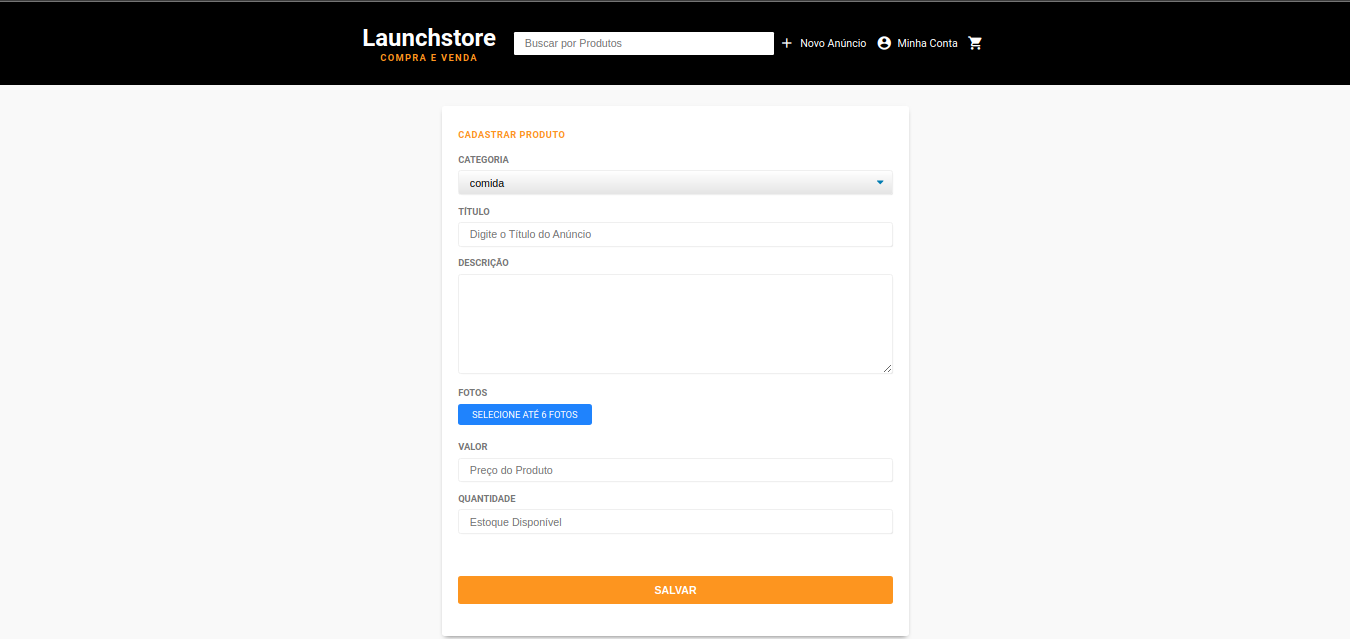 Launchstore
COMPRA E VENDA
Buscar por Produtos
Novo Anúncio
Minha Conta
CADASTRAR PRODUTO
CATEGORIA
comida
TÍTULO
Digite o Título do Anúncio
DESCRIÇÃO
FOTOS
SELECIONE ATÉ 6 FOTOS
VALOR
Preço do Produto
QUANTIDADE
Estoque Disponível
SALVAR